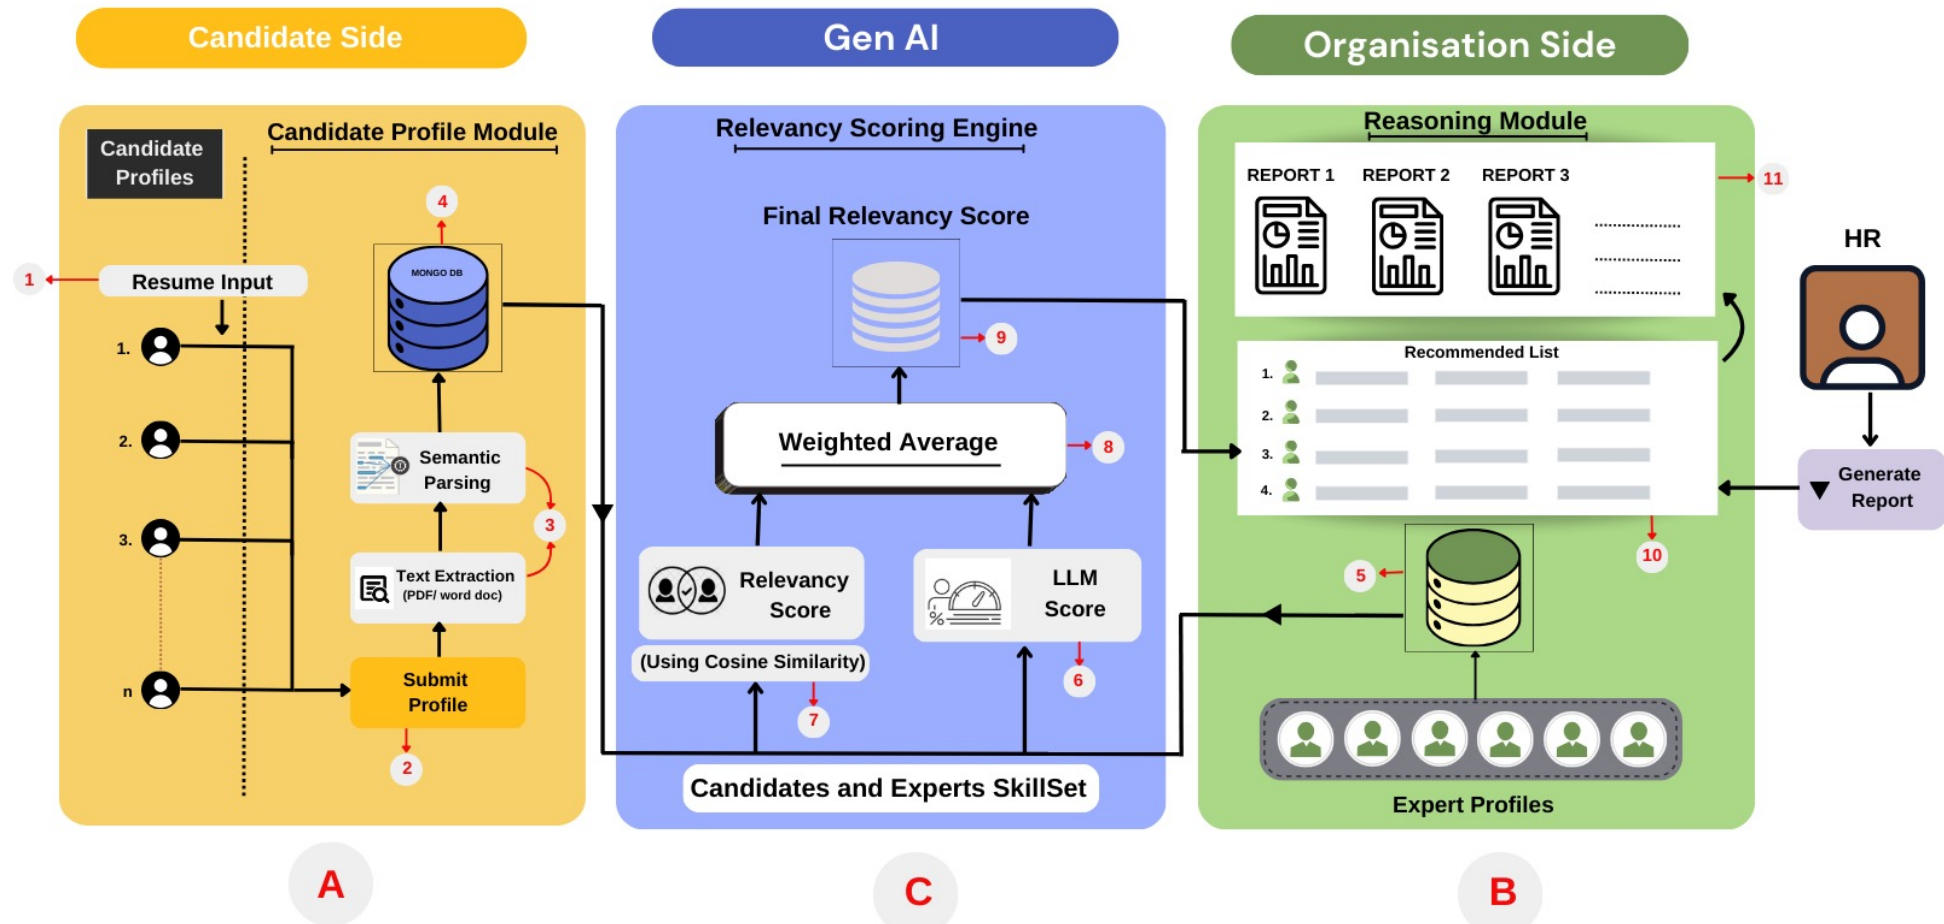 Candidate Side
Gen AI
Organisation Side
Candidate
Profiles
Candidate Profile Module
4
MONGO DB
1
Resume Input
1.
2.
3.
n
Semantic
Parsing
3
Text Extraction
(PDF/ word doc)
Submit
Profile
2
Relevancy Scoring Engine
Final Relevancy Score
9
Weighted Average
8
Relevancy
Score
(Using Cosine Similarity)
7
LLM
Score
6
Candidates and Experts SkillSet
Reasoning Module
REPORT 1
REPORT 2
REPORT 3
11
Recommended List
1.
2.
3.
4.
10
5
Expert Profiles
HR
Generate
Report
%
A
C
B